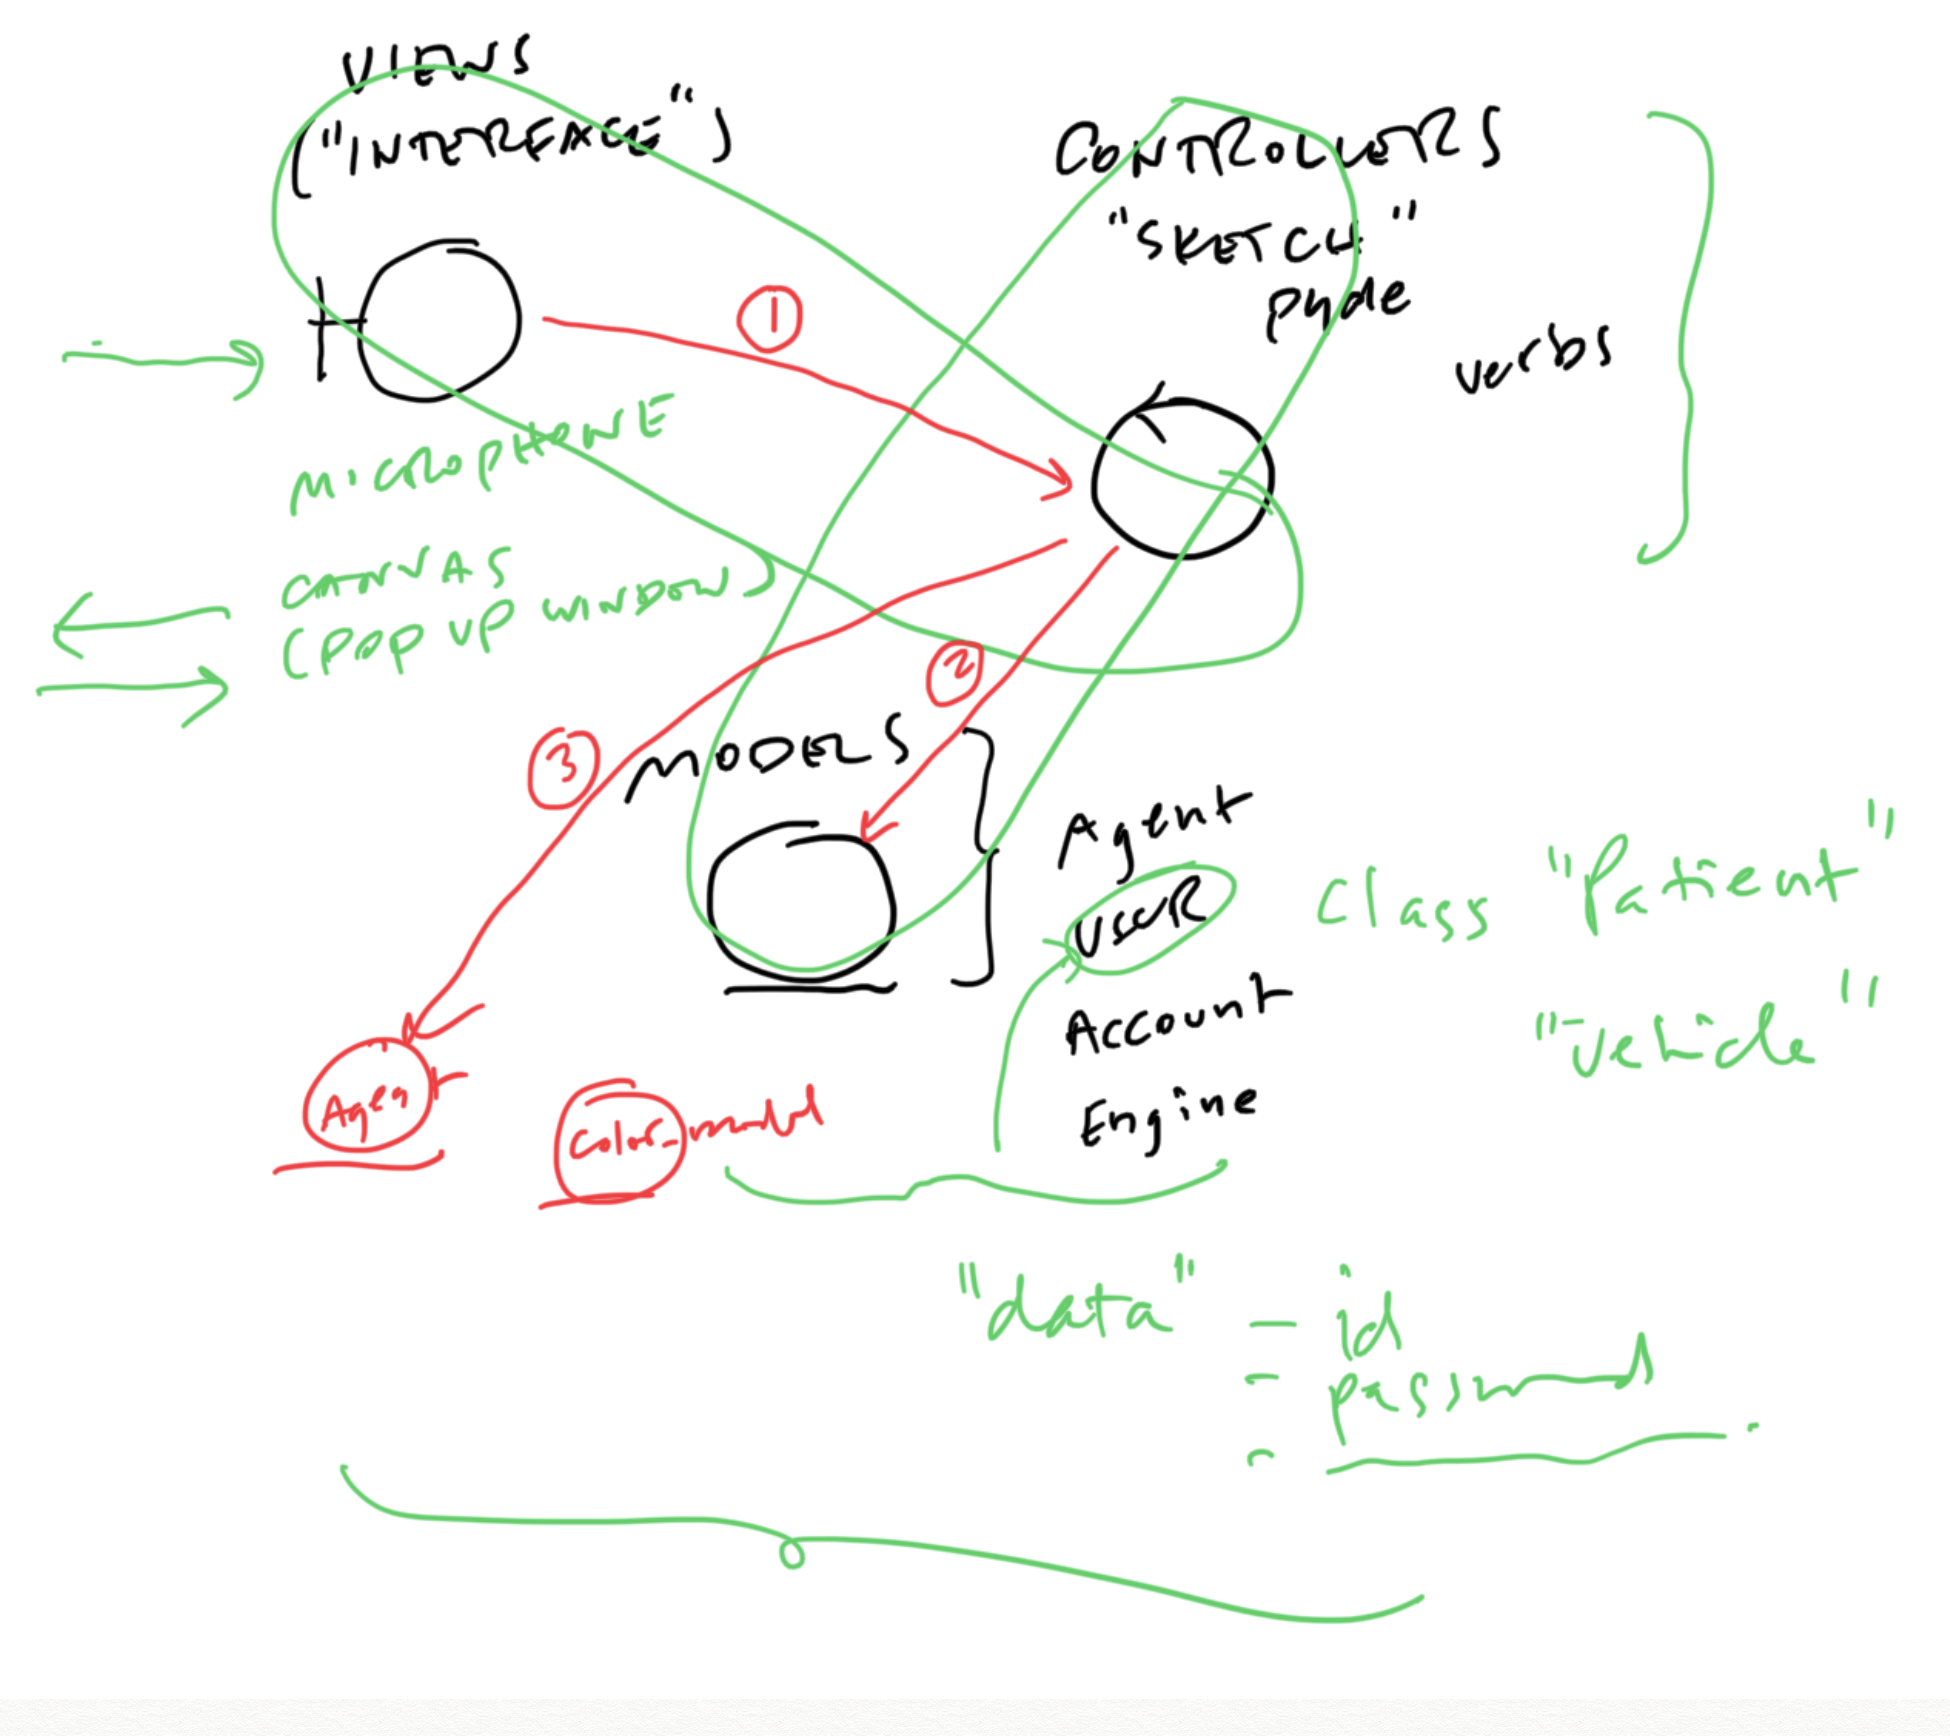 VIEWS
("INTERFACE")
CONTROLLERS
"SKETCH"
pyde
verbs
1
MICROPHONE
CANVAS
(POP UP WINDOW)
2
3
MODELS
Agent
USER
Account
Engine
Class "Patient"
"Vehicle"
Agent
Color_model
"data" - id
- password
-